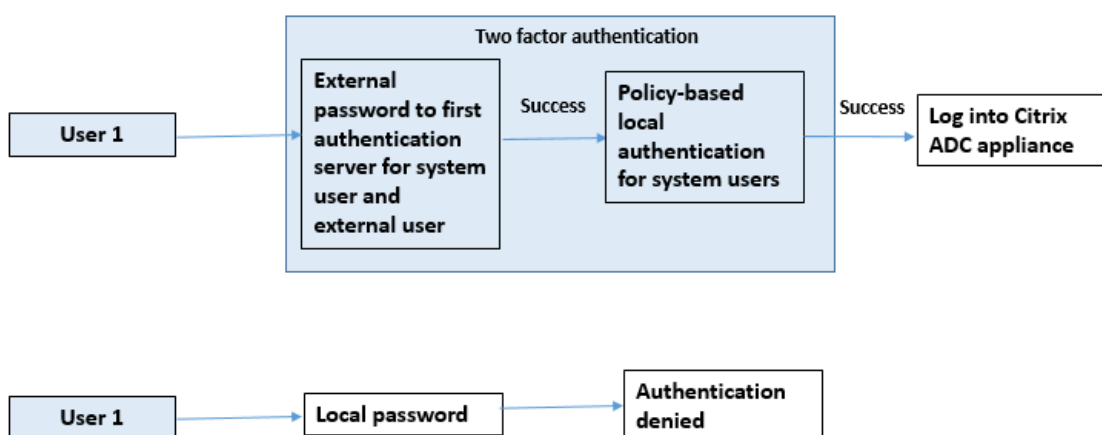 Two factor authentication
User 1
External
password to first
authentication
server for system
user and
external user
Success
Policy-based
local
authentication
for system users
Success
Log into Citrix
ADC appliance
User 1
Local password
Authentication
denied